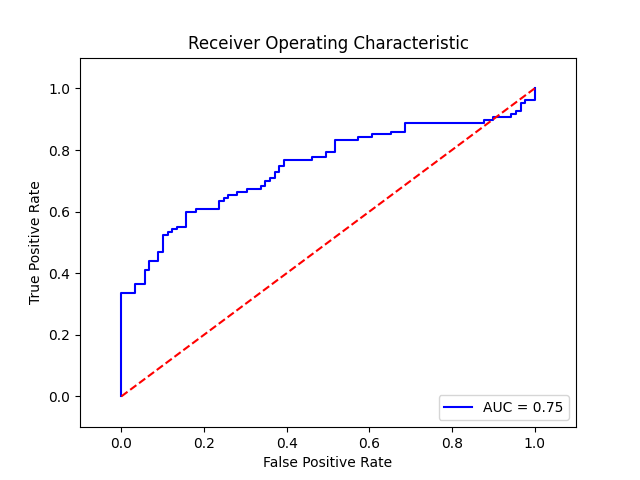 Receiver Operating Characteristic
True Positive Rate
1.0
0.8
0.6
0.4
0.2
0.0
0.0 0.2 0.4 0.6 0.8 1.0
False Positive Rate
AUC = 0.75